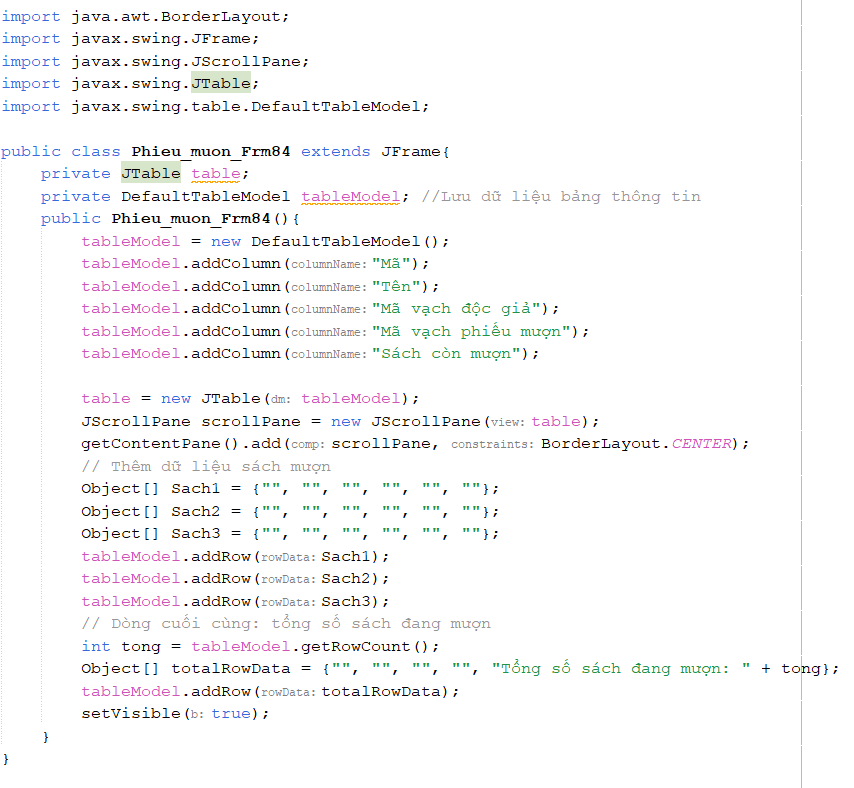 import java.awt.BorderLayout;
import javax.swing.JFrame;
import javax.swing.JScrollPane;
import javax.swing.JTable;
import javax.swing.table.DefaultTableModel;

public class Phieu_muon_Frm84 extends JFrame{
    private JTable table;
    private DefaultTableModel tableModel; //Lưu dữ liệu bảng thông tin
    public Phieu_muon_Frm84(){
        tableModel = new DefaultTableModel();
        tableModel.addColumn(columnName: "Mã");
        tableModel.addColumn(columnName: "Tên");
        tableModel.addColumn(columnName: "Mã vạch độc giả");
        tableModel.addColumn(columnName: "Mã vạch phiếu mượn");
        tableModel.addColumn(columnName: "Sách còn mượn");

        table = new JTable(dm: tableModel);
        JScrollPane scrollPane = new JScrollPane(view: table);
        getContentPane().add(comp: scrollPane, constraints: BorderLayout.CENTER);
        // Thêm dữ liệu sách mượn
        Object[] Sach1 = {"", "", "", "", "", ""};
        Object[] Sach2 = {"", "", "", "", "", ""};
        Object[] Sach3 = {"", "", "", "", "", ""};
        tableModel.addRow(rowData: Sach1);
        tableModel.addRow(rowData: Sach2);
        tableModel.addRow(rowData: Sach3);
        // Dòng cuối cùng: tổng số sách đang mượn
        int tong = tableModel.getRowCount();
        Object[] totalRowData = {"", "", "", "", "Tổng số sách đang mượn: " + tong};
        tableModel.addRow(rowData: totalRowData);
        setVisible(b: true);
    }
}